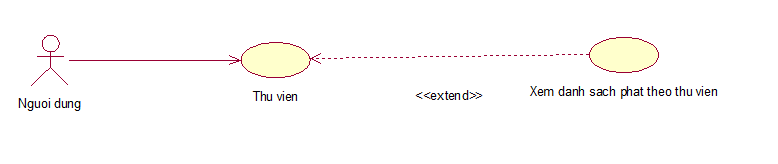 Nguoi dung
Thu vien
<<extend>>
Xem danh sach phat theo thu vien